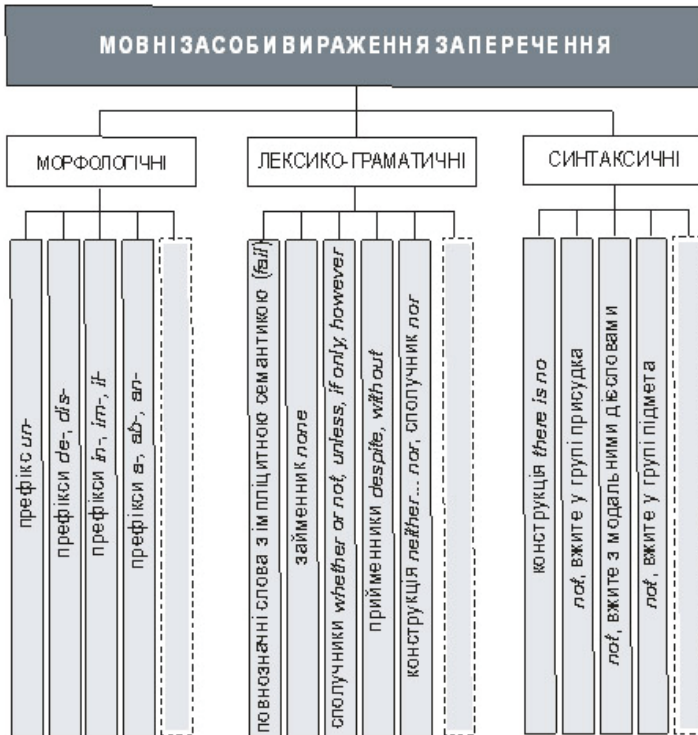 МОВНІ ЗАСОБИ ВИРАЖЕННЯ ЗАПЕРЕЧЕННЯ
МОРФОЛОГІЧНІ
префікс un-
префікси de-, dis-
префікси in-, im-, il-
префікси a-, ab-, an-
ЛЕКСИКО-ГРАМАТИЧНІ
повнозначні слова з імпліцитною семантикою (fail)
займенник none
сполучники whether or not, unless, if only, however
прийменники despite, without
конструкція neither... nor, сполучник nor
СИНТАКСИЧНІ
конструкція there is no
not, вжите у групі присудка
not, вжите з модальними дієсловами
not, вжите у групі підмета